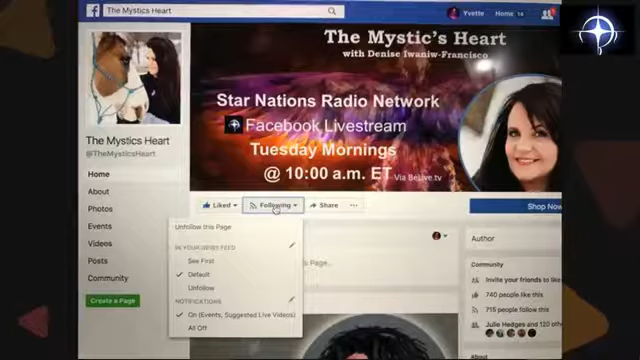 The Mystics Heart
Yvette
Home
The Mystic's Heart
with Denise Iwaniw-Francisco
Star Nations Radio Network
Facebook Livestream
Tuesday Mornings
@ 10:00 a.m. ET Via BeLive.tv
The Mystics Heart
@TheMysticsHeart
Home
About
Photos
Events
Videos
Posts
Community
Create a Page
Liked
Following
Share
Shop Now
Unfollow this Page
IN YOUR NEWS FEED
See First
Default
Unfollow
NOTIFICATIONS
On (Events, Suggested Live Videos)
All Off
s Page...
Author
Community
Invite your friends to
740 people like this
715 people follow this
Julie Hedges and 120 othe
About